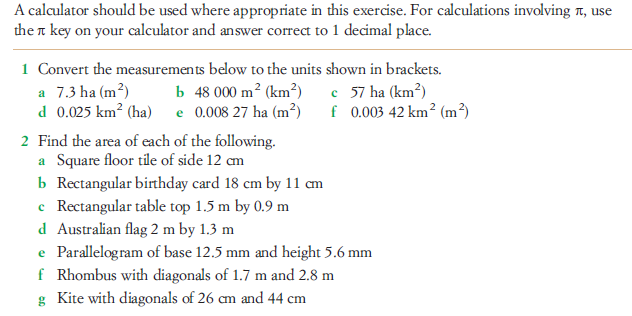 A calculator should be used where appropriate in this exercise. For calculations involving π, use
the π key on your calculator and answer correct to 1 decimal place.
1 Convert the measurements below to the units shown in brackets.
a 7.3 ha (m²) b 48 000 m² (km²) c 57 ha (km²)
d 0.025 km² (ha) e 0.008 27 ha (m²) f 0.003 42 km² (m²)
2 Find the area of each of the following.
a Square floor tile of side 12 cm
b Rectangular birthday card 18 cm by 11 cm
c Rectangular table top 1.5 m by 0.9 m
d Australian flag 2 m by 1.3 m
e Parallelogram of base 12.5 mm and height 5.6 mm
f Rhombus with diagonals of 1.7 m and 2.8 m
g Kite with diagonals of 26 cm and 44 cm